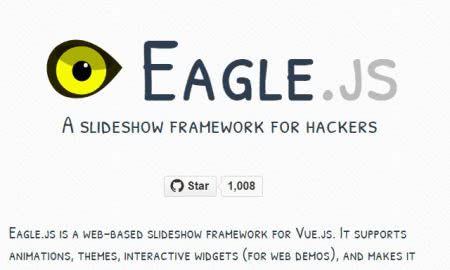 Eagle.js
A slideshow framework for hackers
Star 1,008
Eagle.js is a web-based slideshow framework for Vue.js. It supports
animations, themes, interactive widgets (for web demos), and makes it